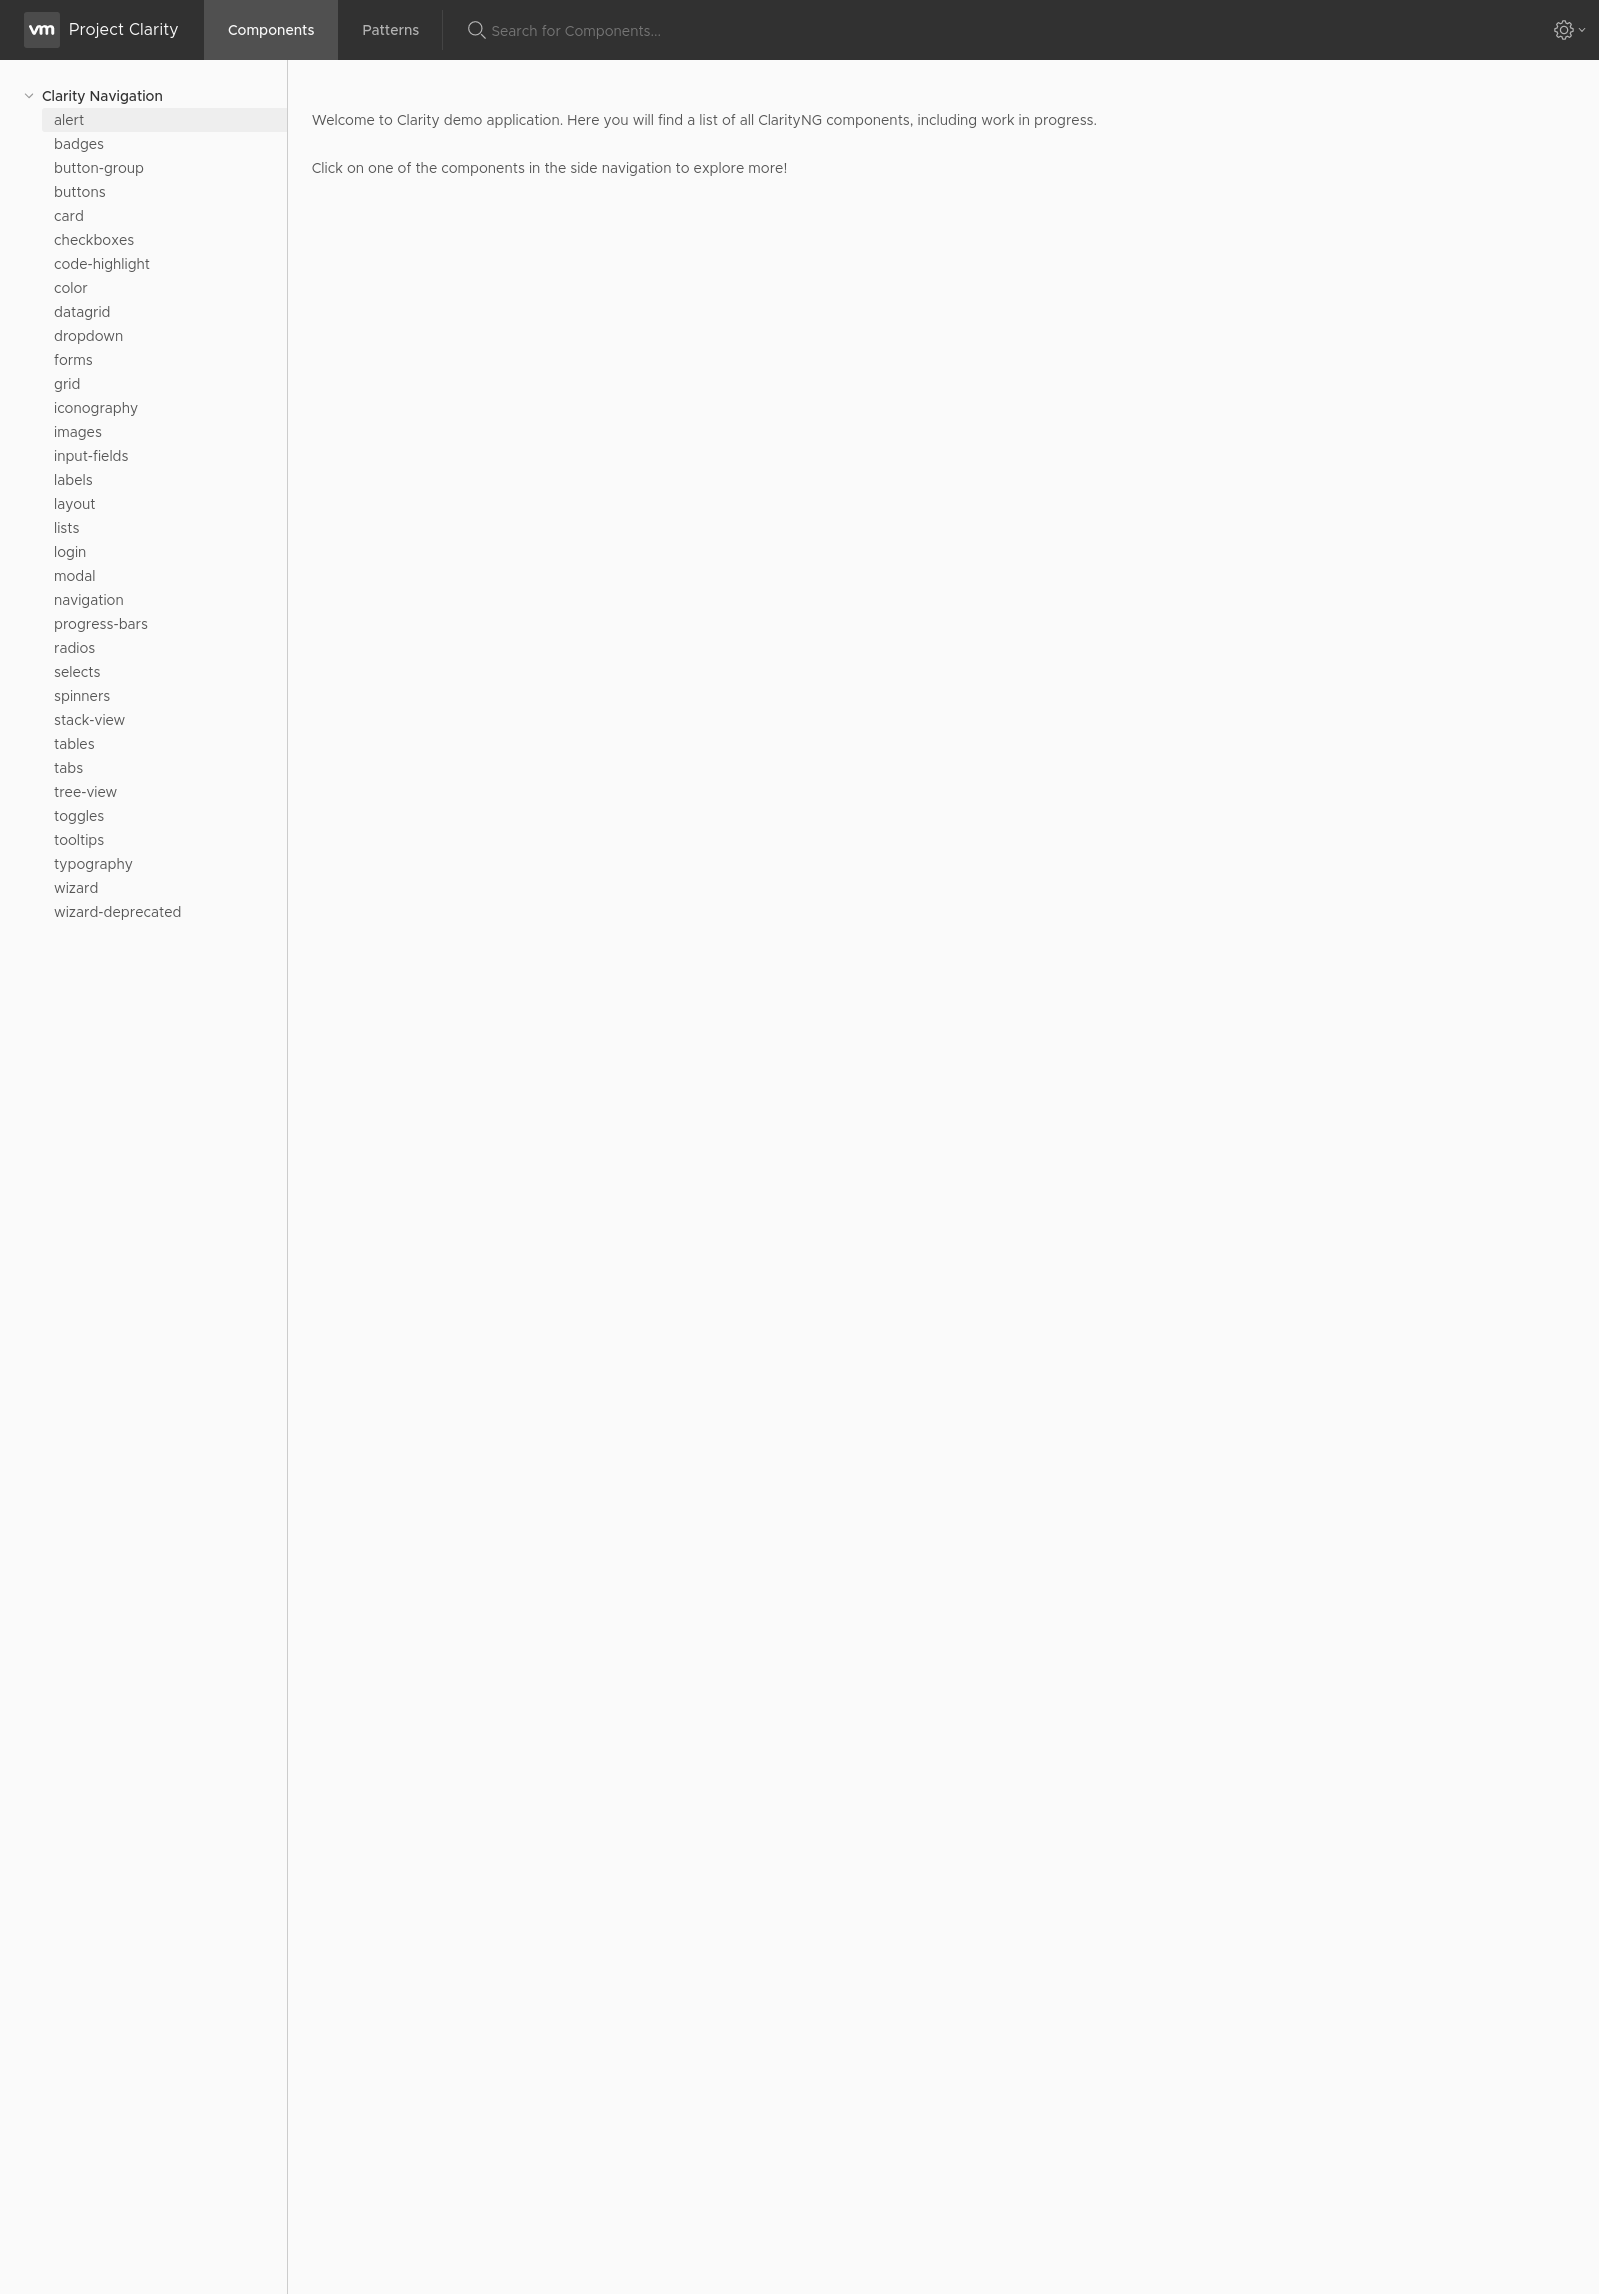 vm Project Clarity Components Patterns Search for Components...
Clarity Navigation
alert
Welcome to Clarity demo application. Here you will find a list of all ClarityNG components, including work in progress.
badges
button-group
Click on one of the components in the side navigation to explore more!
buttons
card
checkboxes
code-highlight
color
datagrid
dropdown
forms
grid
iconography
images
input-fields
labels
layout
lists
login
modal
navigation
progress-bars
radios
selects
spinners
stack-view
tables
tabs
tree-view
toggles
tooltips
typography
wizard
wizard-deprecated